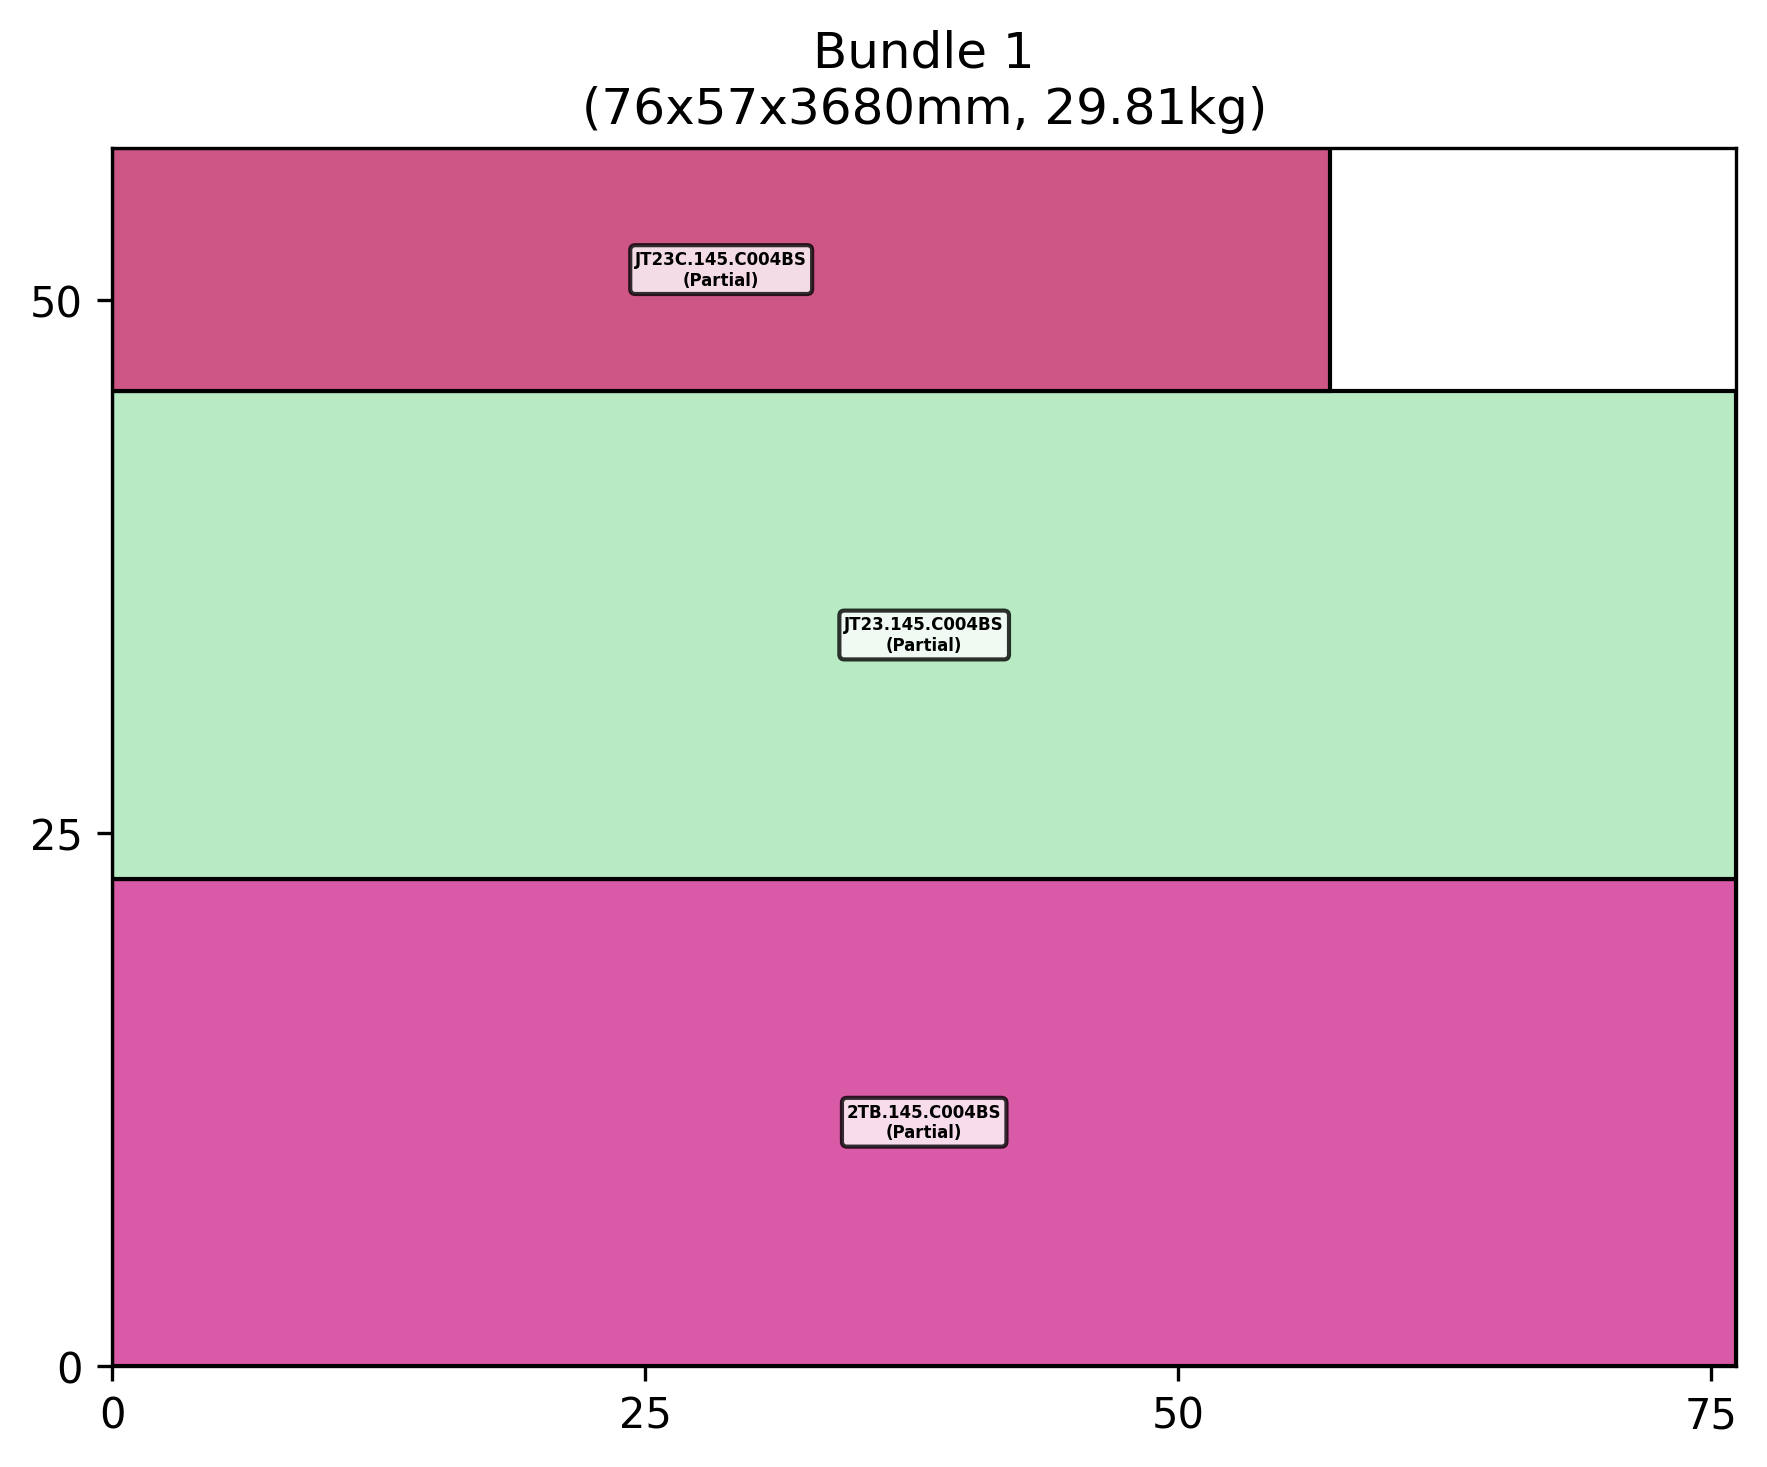 Bundle 1
(76x57x3680mm, 29.81kg)
JT23C.145.C004BS
(Partial)
50
JT23.145.C004BS
(Partial)
25
2TB.145.C004BS
(Partial)
0
0 25 50 75